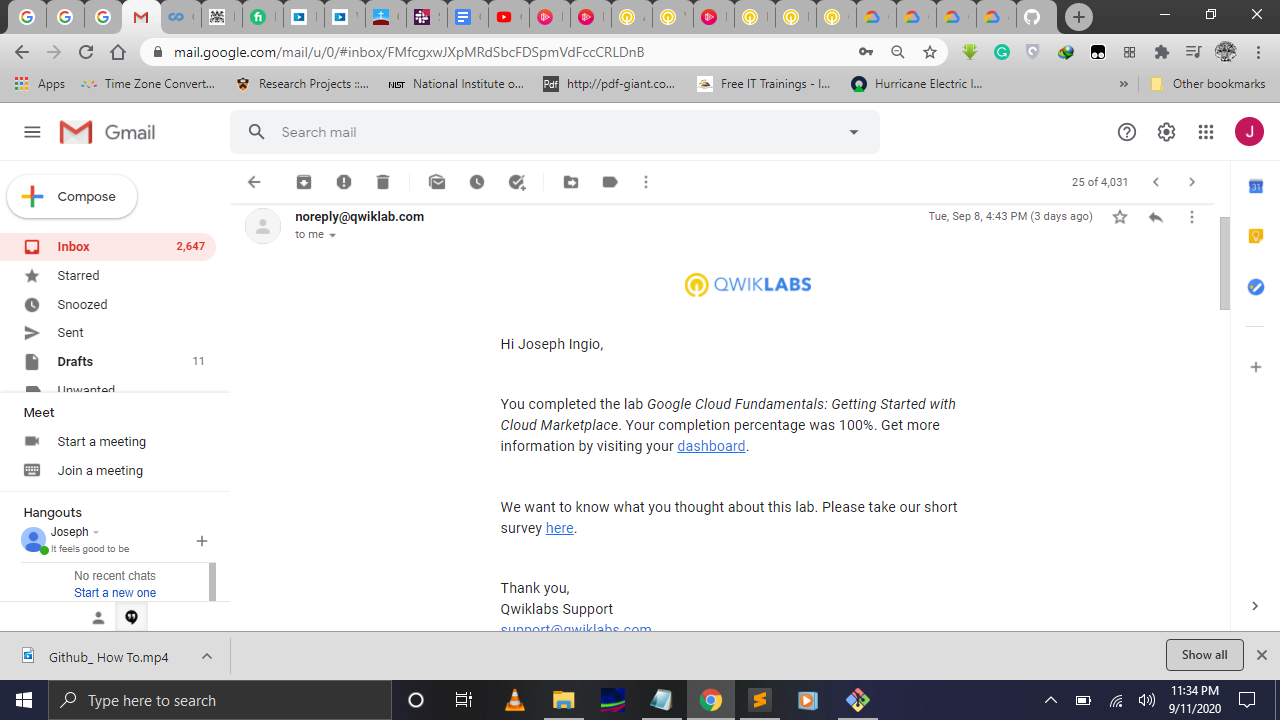 mail.google.com/mail/u/0/#inbox/FMfcgxwJXpMRdSbcFDSpmVdFccCRLDnB
Apps
Time Zone Convert...
Research Projects ::...
NIST National Institute o...
Pdf http://pdf-giant.co...
Free IT Trainings - I...
Hurricane Electric I...
» Other bookmarks
Gmail
Search mail
J
Compose
25 of 4,031
Inbox 2,647
Starred
Snoozed
Sent
Drafts 11
Unwanted
Meet
Start a meeting
Join a meeting
Hangouts
Joseph
It feels good to be
No recent chats
Start a new one
noreply@qwiklab.com
Tue, Sep 8, 4:43 PM (3 days ago)
to me
QWIKLABS
Hi Joseph Ingio,
You completed the lab Google Cloud Fundamentals: Getting Started with
Cloud Marketplace. Your completion percentage was 100%. Get more
information by visiting your dashboard.
We want to know what you thought about this lab. Please take our short
survey here.
Thank you,
Qwiklabs Support
support@qwiklabs.com
31
Github_ How To.mp4
Show all
Type here to search
11:34 PM
9/11/2020